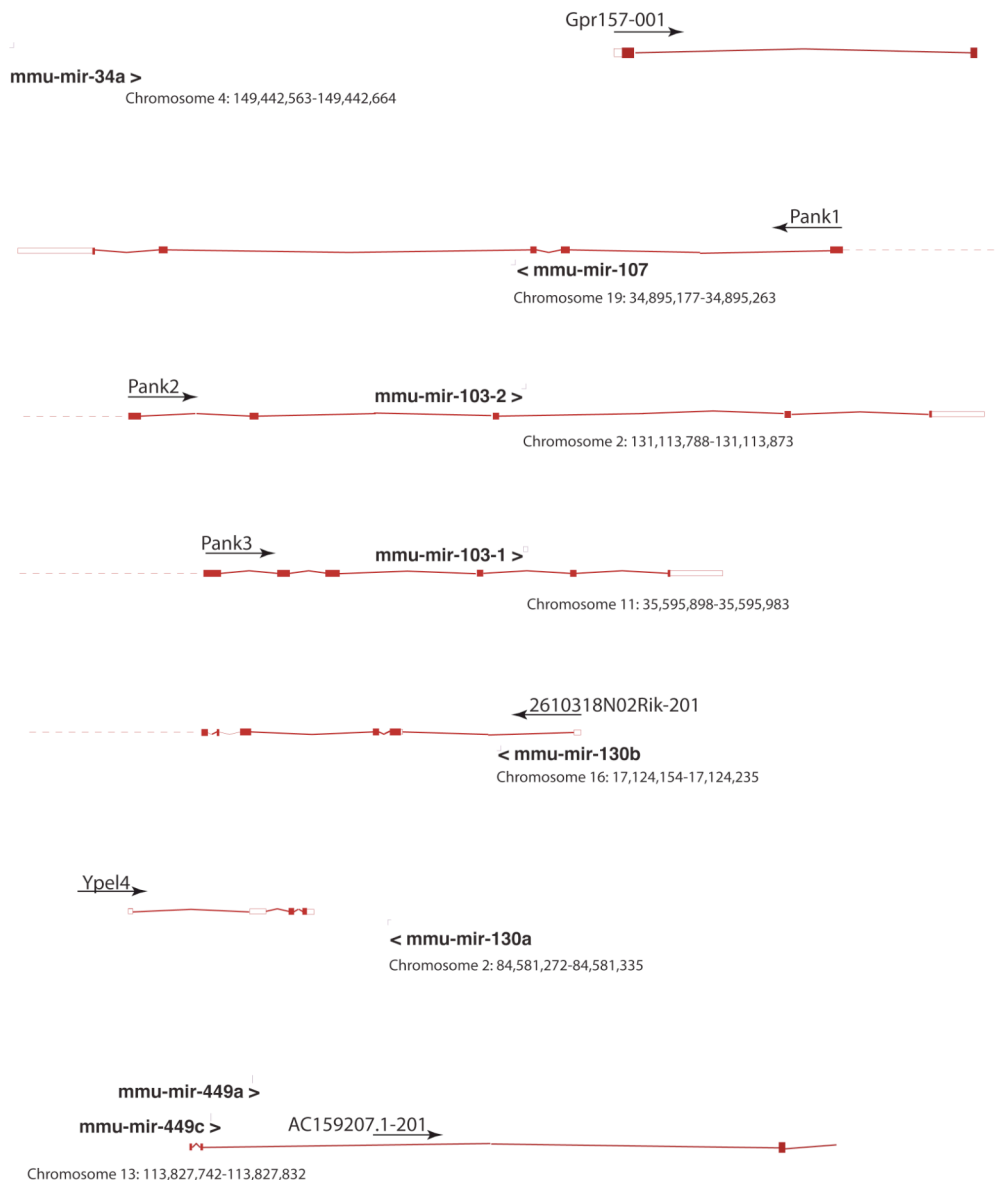 Gpr157-001
mmu-mir-34a >
Chromosome 4: 149,442,563-149,442,664
Pank1
< mmu-mir-107
Chromosome 19: 34,895,177-34,895,263
Pank2
mmu-mir-103-2 >
Chromosome 2: 131,113,788-131,113,873
Pank3
mmu-mir-103-1 >
Chromosome 11: 35,595,898-35,595,983
2610318N02Rik-201
< mmu-mir-130b
Chromosome 16: 17,124,154-17,124,235
Ypel4
< mmu-mir-130a
Chromosome 2: 84,581,272-84,581,335
mmu-mir-449a >
mmu-mir-449c >
AC159207.1-201
Chromosome 13: 113,827,742-113,827,832